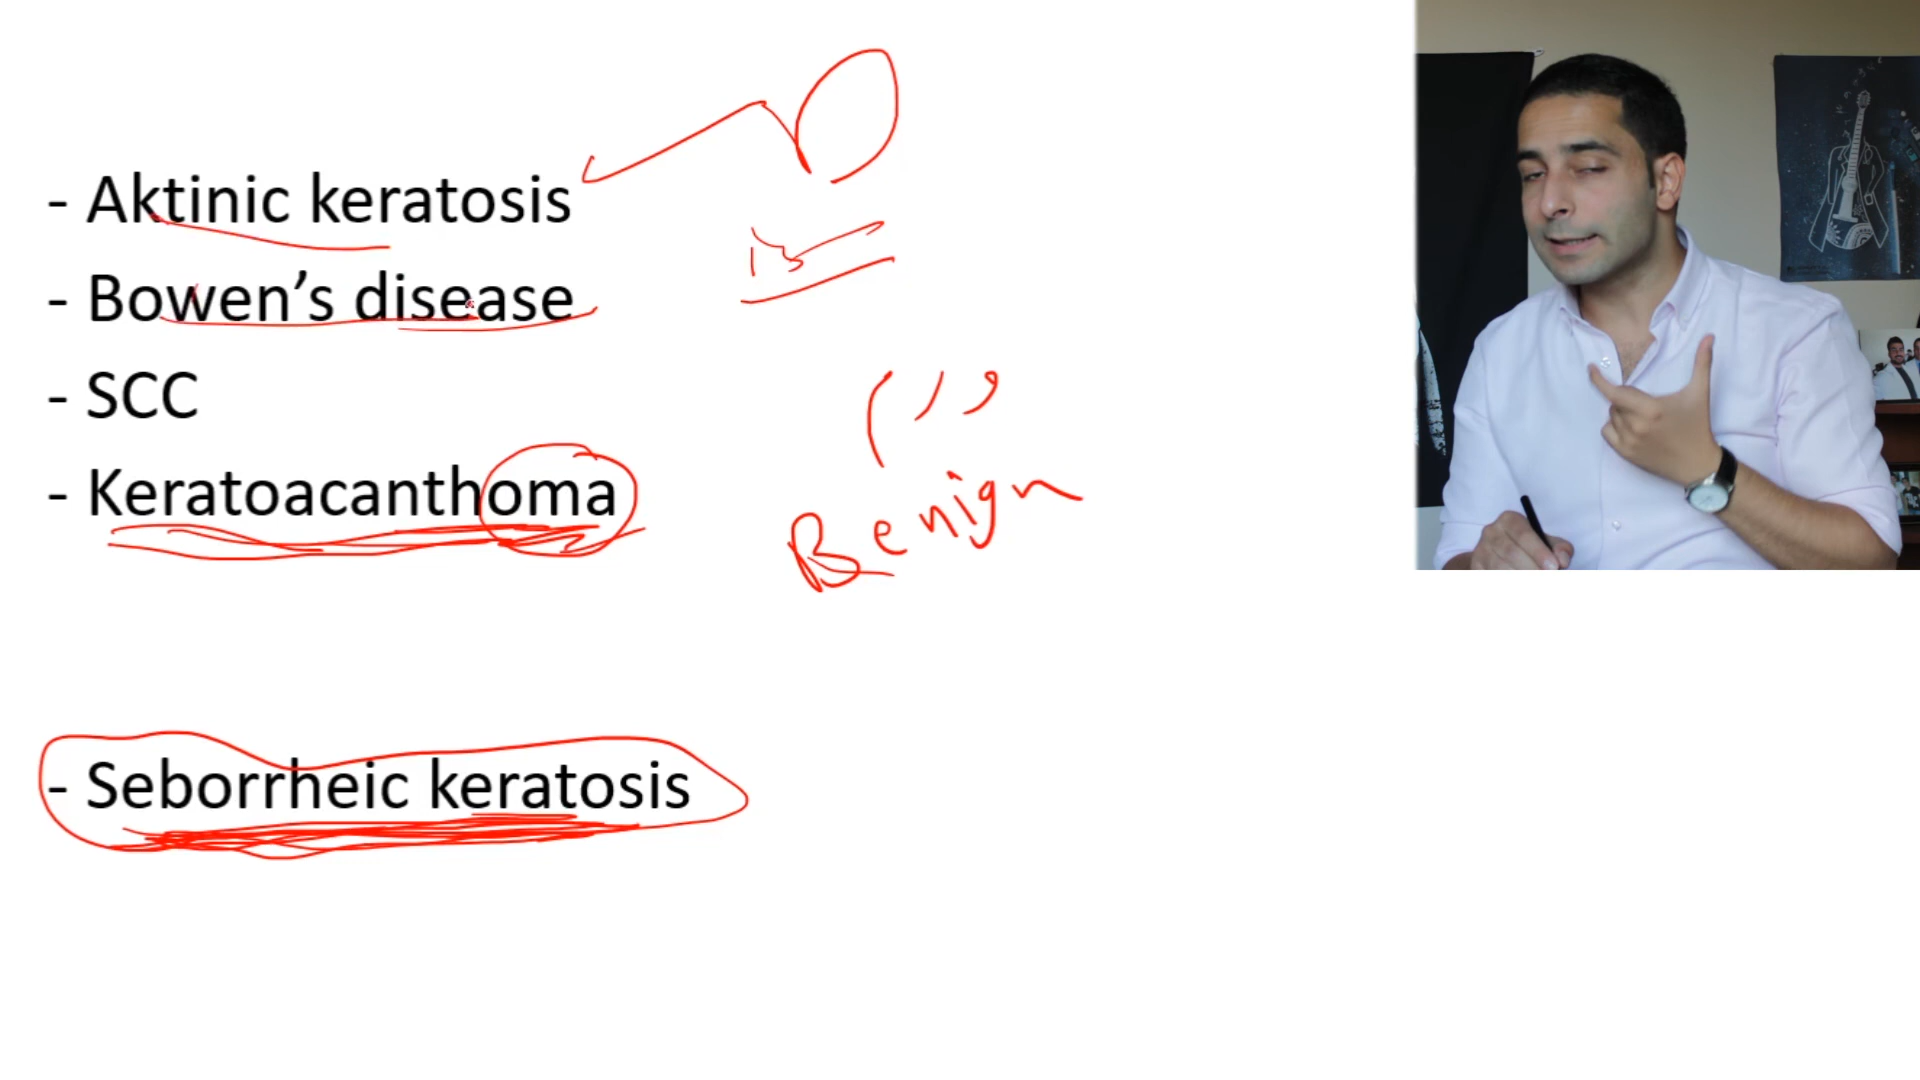 - Aktinic keratosis
- Bowen’s disease
- SCC
- Keratoacanthoma
Benign
- Seborrheic keratosis